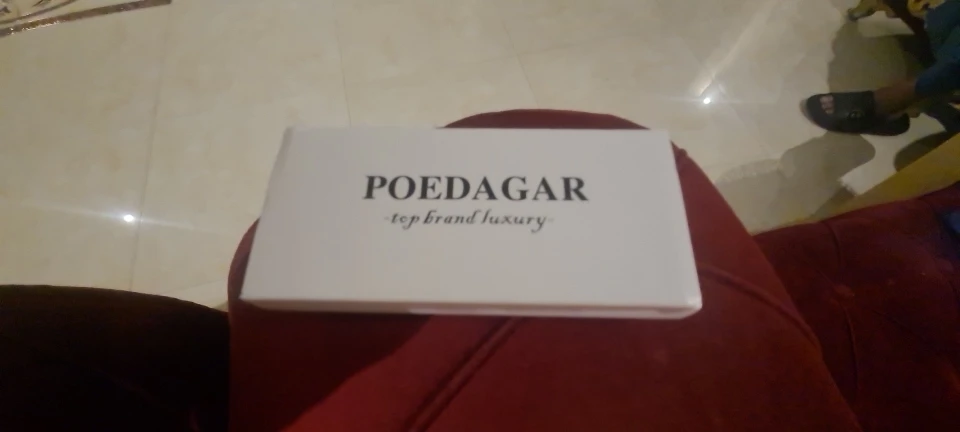 POEDAGAR
-top brand luxury-